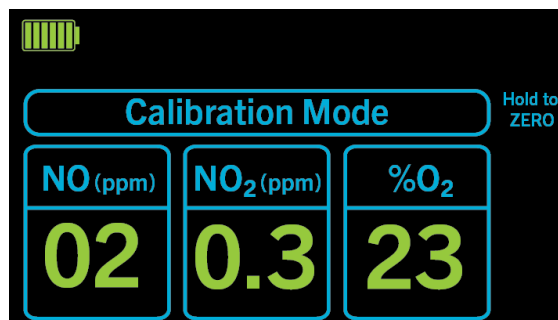 Hold to
ZERO
Calibration Mode
NO (ppm) NO₂ (ppm) %O₂
02 0.3 23